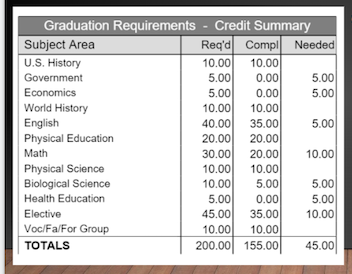 Graduation Requirements - Credit Summary
Subject Area Req'd Compl Needed
U.S. History 10.00 10.00
Government 5.00 0.00 5.00
Economics 5.00 0.00 5.00
World History 10.00 10.00
English 40.00 35.00 5.00
Physical Education 20.00 20.00
Math 30.00 20.00 10.00
Physical Science 10.00 10.00
Biological Science 10.00 5.00 5.00
Health Education 5.00 0.00 5.00
Elective 45.00 35.00 10.00
Voc/Fa/For Group 10.00 10.00
TOTALS 200.00 155.00 45.00